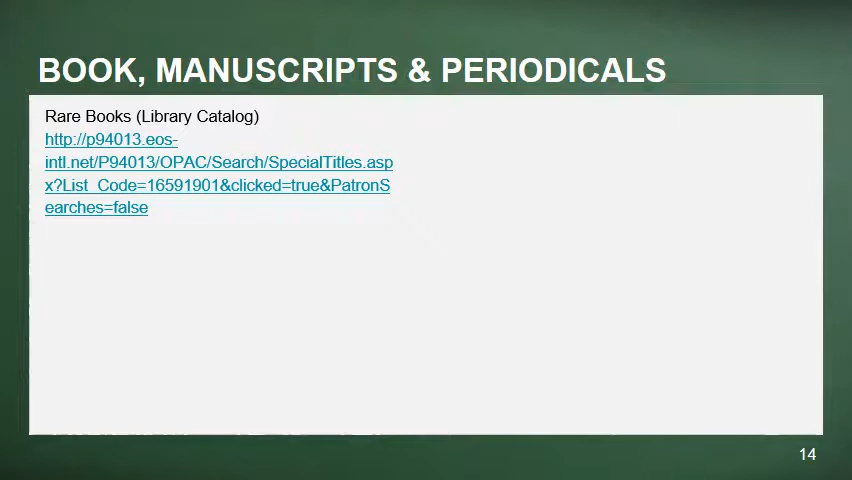 BOOK, MANUSCRIPTS & PERIODICALS
Rare Books (Library Catalog)
http://p94013.eos-
intl.net/P94013/OPAC/Search/SpecialTitles.asp
x?List_Code=16591901&clicked=true&PatronS
earches=false
14